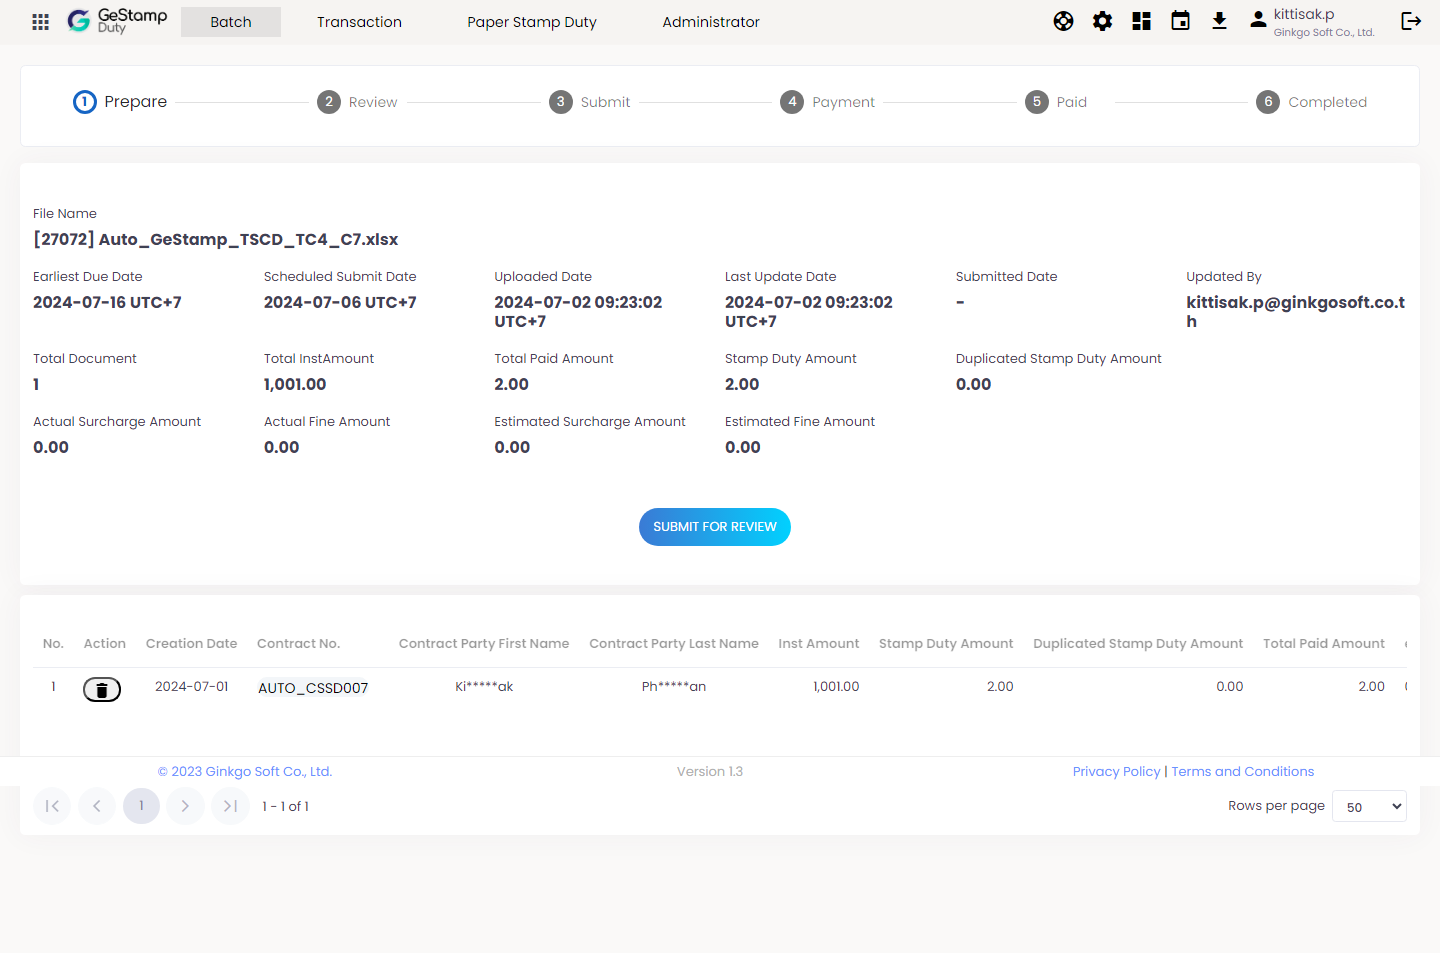 GeStamp
Duty
Batch
Transaction
Paper Stamp Duty
Administrator
kittisak.p
Ginkgo Soft Co., Ltd.
1 Prepare
2 Review
3 Submit
4 Payment
5 Paid
6 Completed
File Name
[27072] Auto_GeStamp_TSCD_TC4_C7.xlsx
Earliest Due Date
2024-07-16 UTC+7
Scheduled Submit Date
2024-07-06 UTC+7
Uploaded Date
2024-07-02 09:23:02
UTC+7
Last Update Date
2024-07-02 09:23:02
UTC+7
Submitted Date
-
Updated By
kittisak.p@ginkgosoft.co.t
h
Total Document
1
Total InstAmount
1,001.00
Total Paid Amount
2.00
Stamp Duty Amount
2.00
Duplicated Stamp Duty Amount
0.00
Actual Surcharge Amount
0.00
Actual Fine Amount
0.00
Estimated Surcharge Amount
0.00
Estimated Fine Amount
0.00
SUBMIT FOR REVIEW
No. Action Creation Date Contract No. Contract Party First Name Contract Party Last Name Inst Amount Stamp Duty Amount Duplicated Stamp Duty Amount Total Paid Amount
1 2024-07-01 AUTO_CSSD007 Ki*****ak Ph*****an 1,001.00 2.00 0.00 2.00
© 2023 Ginkgo Soft Co., Ltd.
Version 1.3
Privacy Policy | Terms and Conditions
1
1 - 1 of 1
Rows per page 50